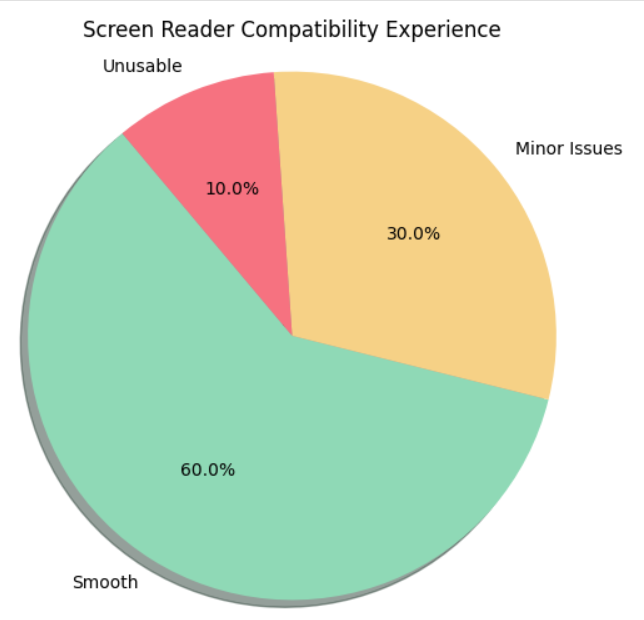 Screen Reader Compatibility Experience
Unusable
Minor Issues
10.0%
30.0%
60.0%
Smooth